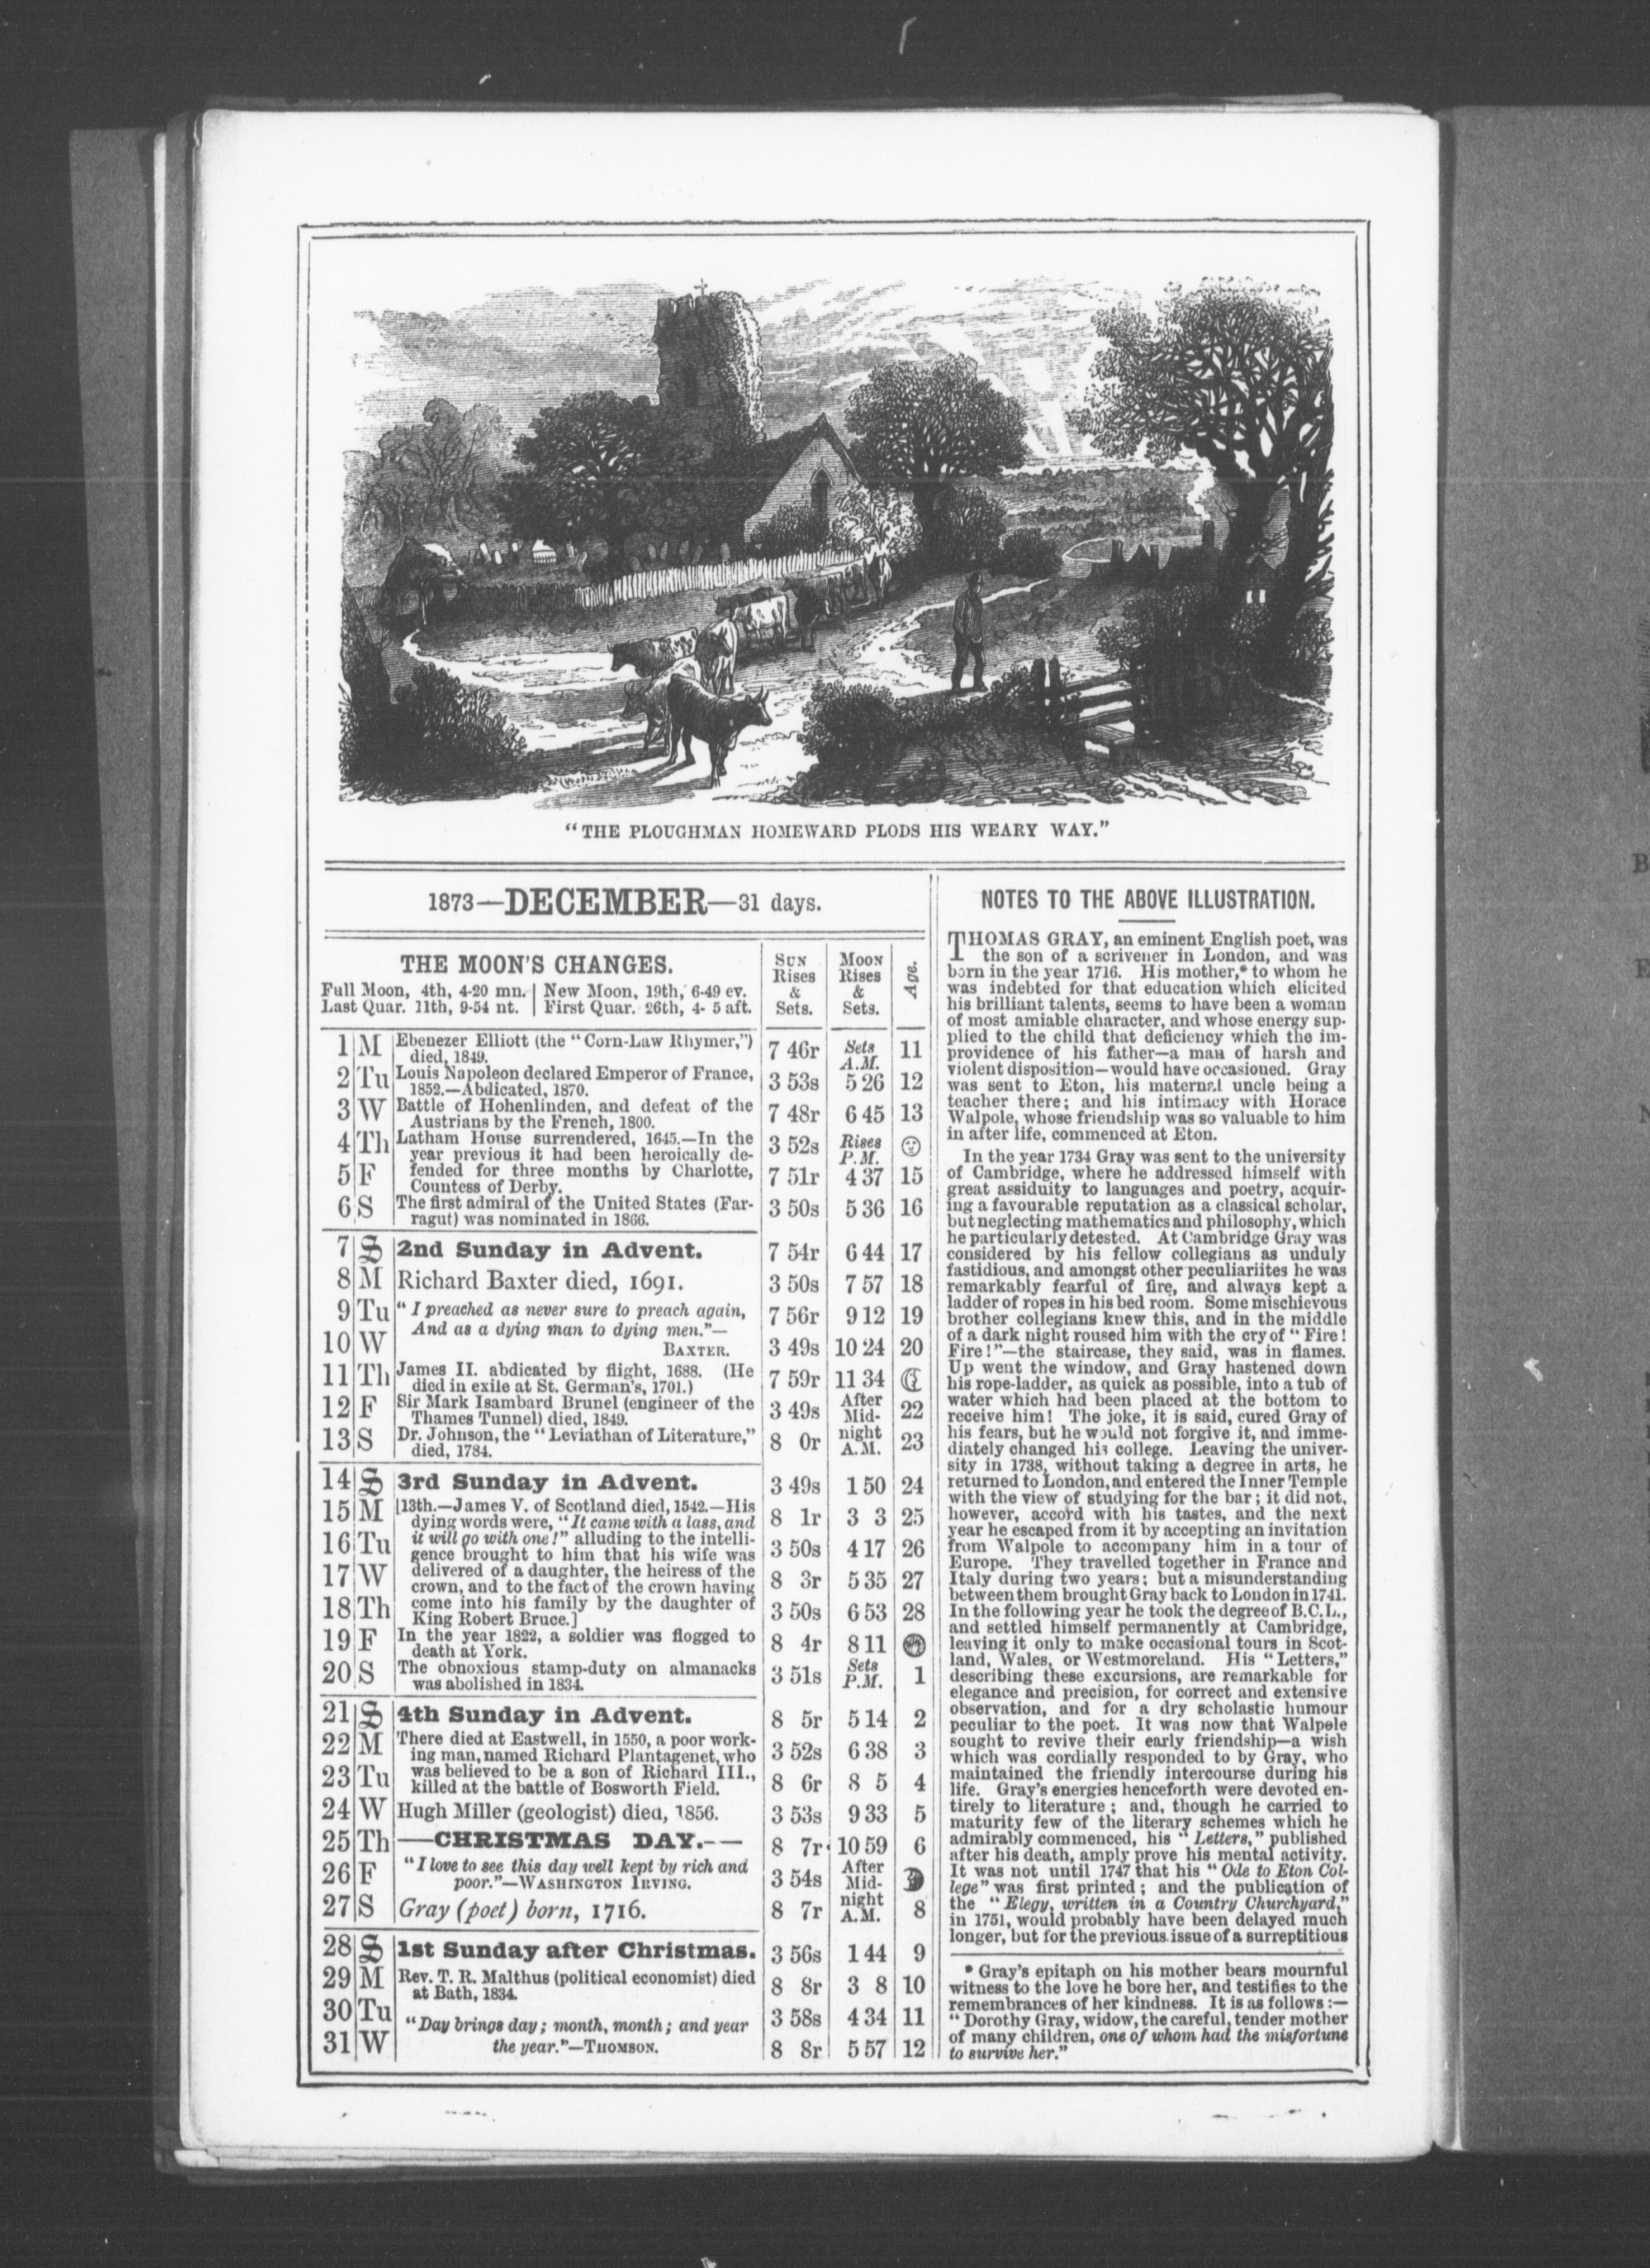 "THE PLOUGHMAN HOMEWARD PLODS HIS WEARY WAY."
1873—DECEMBER—31 days.
THE MOON'S CHANGES.
Full Moon, 4th, 4-20 mn. | New Moon, 19th, 6-49 ev.
Last Quar. 11th, 9-54 nt. | First Quar. 26th, 4- 5 aft.
SUN Rises & Sets.
MOON Rises & Sets.
Age.
1 M Ebenezer Elliott (the "Corn-Law Rhymer,") 7 46r Sets 11
died, 1849. A.M.
2 Tu Louis Napoleon declared Emperor of France, 3 53s 5 26 12
1852.—Abdicated, 1870.
3 W Battle of Hohenlinden, and defeat of the 7 48r 6 45 13
Austrians by the French, 1800.
4 Th Latham House surrendered, 1645.—In the 3 52s Rises
year previous it had been heroically de- P.M.
5 F fended for three months by Charlotte, 7 51r 4 37 15
Countess of Derby.
6 S The first admiral of the United States (Far- 3 50s 5 36 16
ragut) was nominated in 1866.
7 S 2nd Sunday in Advent. 7 54r 6 44 17
8 M Richard Baxter died, 1691. 3 50s 7 57 18
9 Tu "I preached as never sure to preach again, 7 56r 9 12 19
And as a dying man to dying men."—
10 W BAXTER. 3 49s 10 24 20
11 Th James II. abdicated by flight, 1688. (He 7 59r 11 34
died in exile at St. German's, 1701.)
12 F Sir Mark Isambard Brunel (engineer of the 3 49s After Mid- 22
Thames Tunnel) died, 1849.
13 S Dr. Johnson, the "Leviathan of Literature," 8 0r night A.M. 23
died, 1784.
14 S 3rd Sunday in Advent. 3 49s 1 50 24
15 M [13th.—James V. of Scotland died, 1542.—His 8 1r 3 3 25
dying words were, "It came with a lass, and
16 Tu it will go with one!" alluding to the intelli- 3 50s 4 17 26
gence brought to him that his wife was
17 W delivered of a daughter, the heiress of the 8 3r 5 35 27
crown, and to the fact of the crown having
18 Th come into his family by the daughter of 3 50s 6 53 28
King Robert Bruce.]
19 F In the year 1822, a soldier was flogged to 8 4r 8 11
death at York.
20 S The obnoxious stamp-duty on almanacks 3 51s Sets P.M. 1
was abolished in 1834.
21 S 4th Sunday in Advent. 8 5r 5 14 2
22 M There died at Eastwell, in 1550, a poor work- 3 52s 6 38 3
ing man, named Richard Plantagenet, who
23 Tu was believed to be a son of Richard III., 8 6r 8 5 4
killed at the battle of Bosworth Field.
24 W Hugh Miller (geologist) died, 1856. 3 53s 9 33 5
25 Th —CHRISTMAS DAY.-— 8 7r 10 59 6
26 F "I love to see this day well kept by rich and 3 54s After Mid-
poor."—WASHINGTON IRVING.
27 S Gray (poet) born, 1716. 8 7r night A.M. 8
28 S 1st Sunday after Christmas. 3 56s 1 44 9
29 M Rev. T. R. Malthus (political economist) died 8 8r 3 8 10
at Bath, 1834.
30 Tu "Day brings day; month, month; and year 3 58s 4 34 11
31 W the year."—THOMSON. 8 8r 5 57 12
NOTES TO THE ABOVE ILLUSTRATION.
THOMAS GRAY, an eminent English poet, was
the son of a scrivener in London, and was
born in the year 1716. His mother,* to whom he
was indebted for that education which elicited
his brilliant talents, seems to have been a woman
of most amiable character, and whose energy sup-
plied to the child that deficiency which the im-
providence of his father—a man of harsh and
violent disposition—would have occasioned. Gray
was sent to Eton, his maternal uncle being a
teacher there; and his intimacy with Horace
Walpole, whose friendship was so valuable to him
in after life, commenced at Eton.
In the year 1734 Gray was sent to the university
of Cambridge, where he addressed himself with
great assiduity to languages and poetry, acquir-
ing a favourable reputation as a classical scholar,
but neglecting mathematics and philosophy, which
he particularly detested. At Cambridge Gray was
considered by his fellow collegians as unduly
fastidious, and amongst other peculiariites he was
remarkably fearful of fire, and always kept a
ladder of ropes in his bed room. Some mischievous
brother collegians knew this, and in the middle
of a dark night roused him with the cry of "Fire!
Fire!"—the staircase, they said, was in flames.
Up went the window, and Gray hastened down
his rope-ladder, as quick as possible, into a tub of
water which had been placed at the bottom to
receive him! The joke, it is said, cured Gray of
his fears, but he would not forgive it, and imme-
diately changed his college. Leaving the univer-
sity in 1738, without taking a degree in arts, he
returned to London, and entered the Inner Temple
with the view of studying for the bar; it did not,
however, accord with his tastes, and the next
year he escaped from it by accepting an invitation
from Walpole to accompany him in a tour of
Europe. They travelled together in France and
Italy during two years; but a misunderstanding
between them brought Gray back to London in 1741.
In the following year he took the degree of B.C.L.,
and settled himself permanently at Cambridge,
leaving it only to make occasional tours in Scot-
land, Wales, or Westmoreland. His "Letters,"
describing these excursions, are remarkable for
elegance and precision, for correct and extensive
observation, and for a dry scholastic humour
peculiar to the poet. It was now that Walpole
sought to revive their early friendship—a wish
which was cordially responded to by Gray, who
maintained the friendly intercourse during his
life. Gray's energies henceforth were devoted en-
tirely to literature; and, though he carried to
maturity few of the literary schemes which he
admirably commenced, his "Letters," published
after his death, amply prove his mental activity.
It was not until 1747 that his "Ode to Eton Col-
lege" was first printed; and the publication of
the "Elegy, written in a Country Churchyard,"
in 1751, would probably have been delayed much
longer, but for the previous issue of a surreptitious
* Gray's epitaph on his mother bears mournful
witness to the love he bore her, and testifies to the
remembrances of her kindness. It is as follows:—
"Dorothy Gray, widow, the careful, tender mother
of many children, one of whom had the misfortune
to survive her."